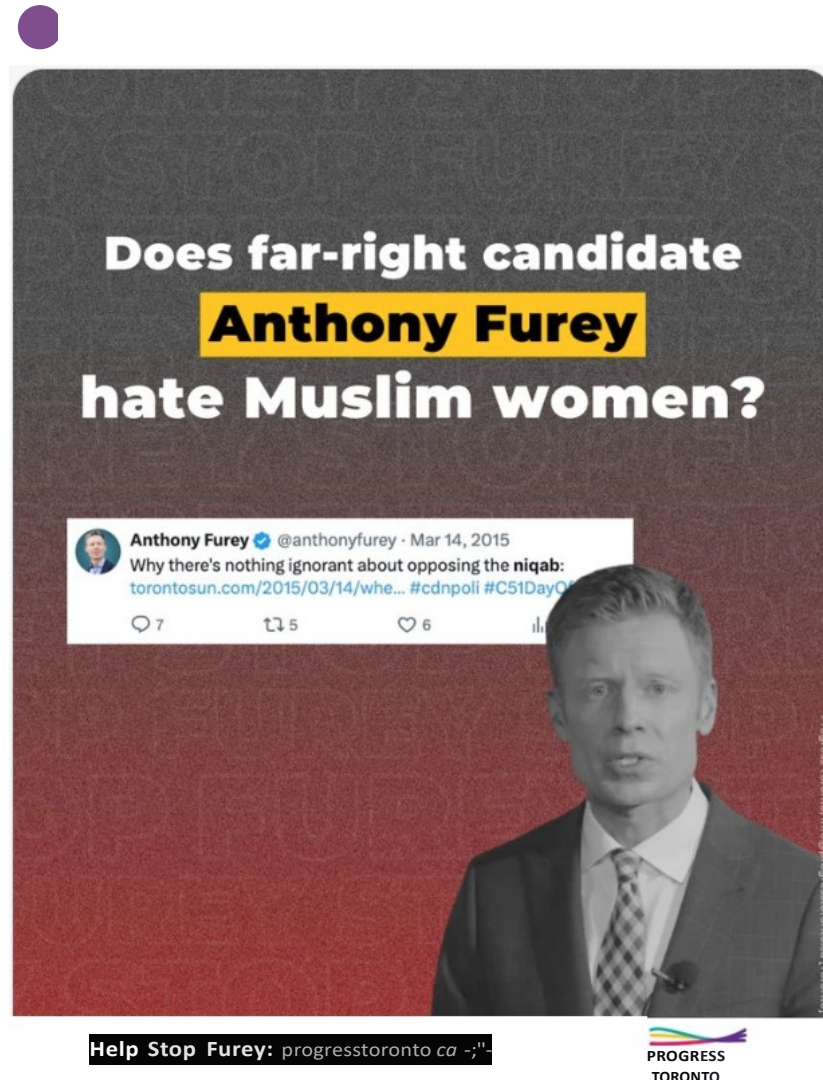 Does far-right candidate
Anthony Furey
hate Muslim women?
Anthony Furey @anthonyfurey · Mar 14, 2015
Why there's nothing ignorant about opposing the niqab:
torontosun.com/2015/03/14/whe... #cdnpoli
7 5 6
Help Stop Furey: progresstoronto ca -;"-
PROGRESS
TORONTO